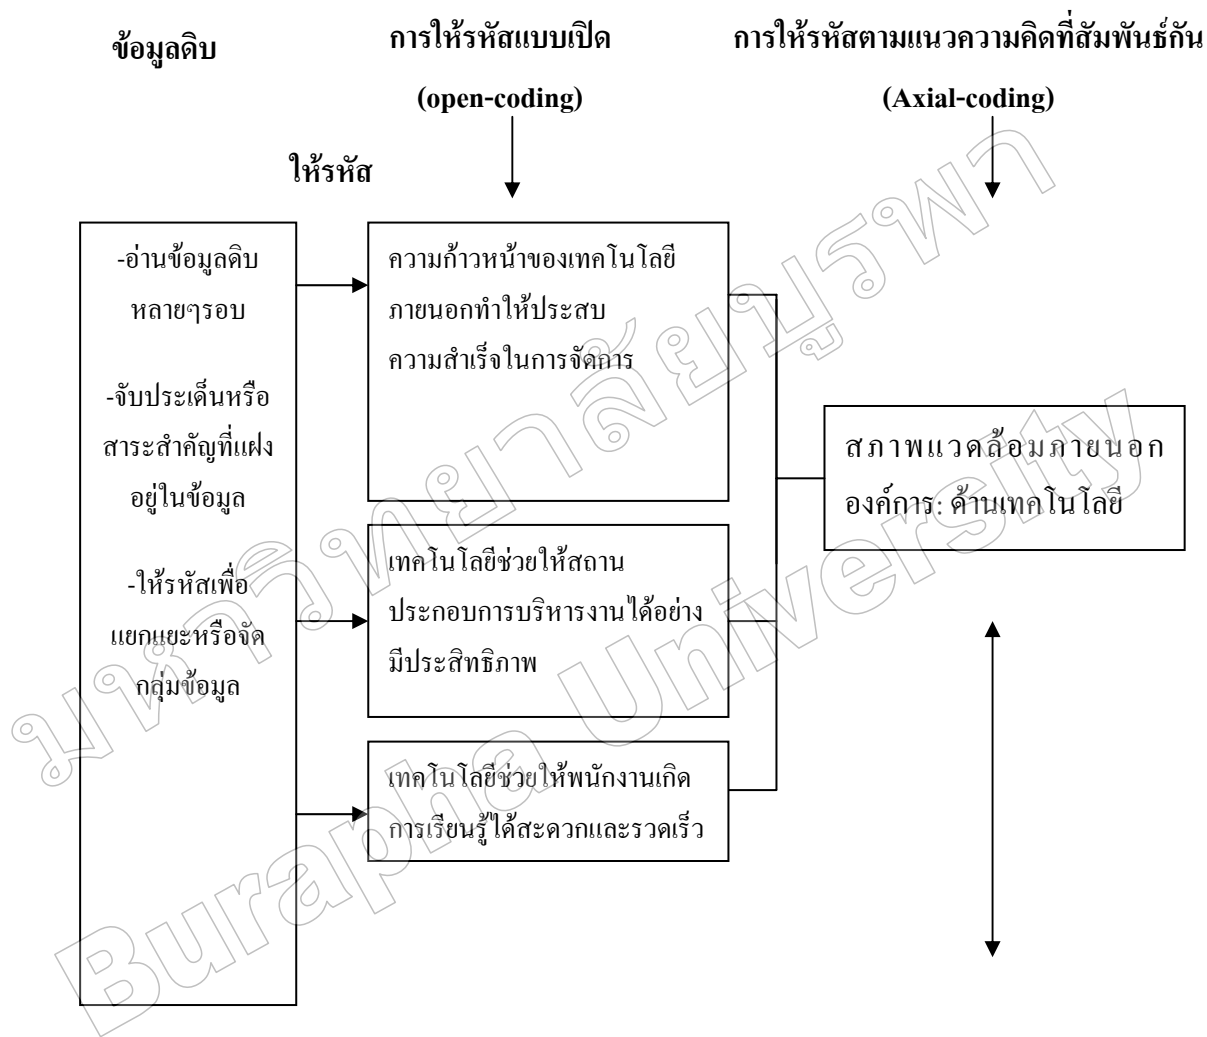 ข้อมูลดิบ
การให้รหัสแบบเปิด
(open-coding)
การให้รหัสตามแนวความคิดที่สัมพันธ์กัน
(Axial-coding)
ให้รหัส
-อ่านข้อมูลดิบ
หลายๆรอบ
-จับประเด็นหรือ
สาระสำคัญที่แฝง
อยู่ในข้อมูล
-ให้รหัสเพื่อ
แยกแยะหรือจัด
กลุ่มข้อมูล
ความก้าวหน้าของเทคโนโลยี
ภายนอกทำให้ประสบ
ความสำเร็จในการจัดการ
เทคโนโลยีช่วยให้สถาน
ประกอบการบริหารงานได้อย่าง
มีประสิทธิภาพ
เทคโนโลยีช่วยให้พนักงานเกิด
การเรียนรู้ได้สะดวกและรวดเร็ว
สภาพแวดล้อมภายนอก
องค์การ: ด้านเทคโนโลยี
มหาวิทยาลัยบูรพา
Burapha University